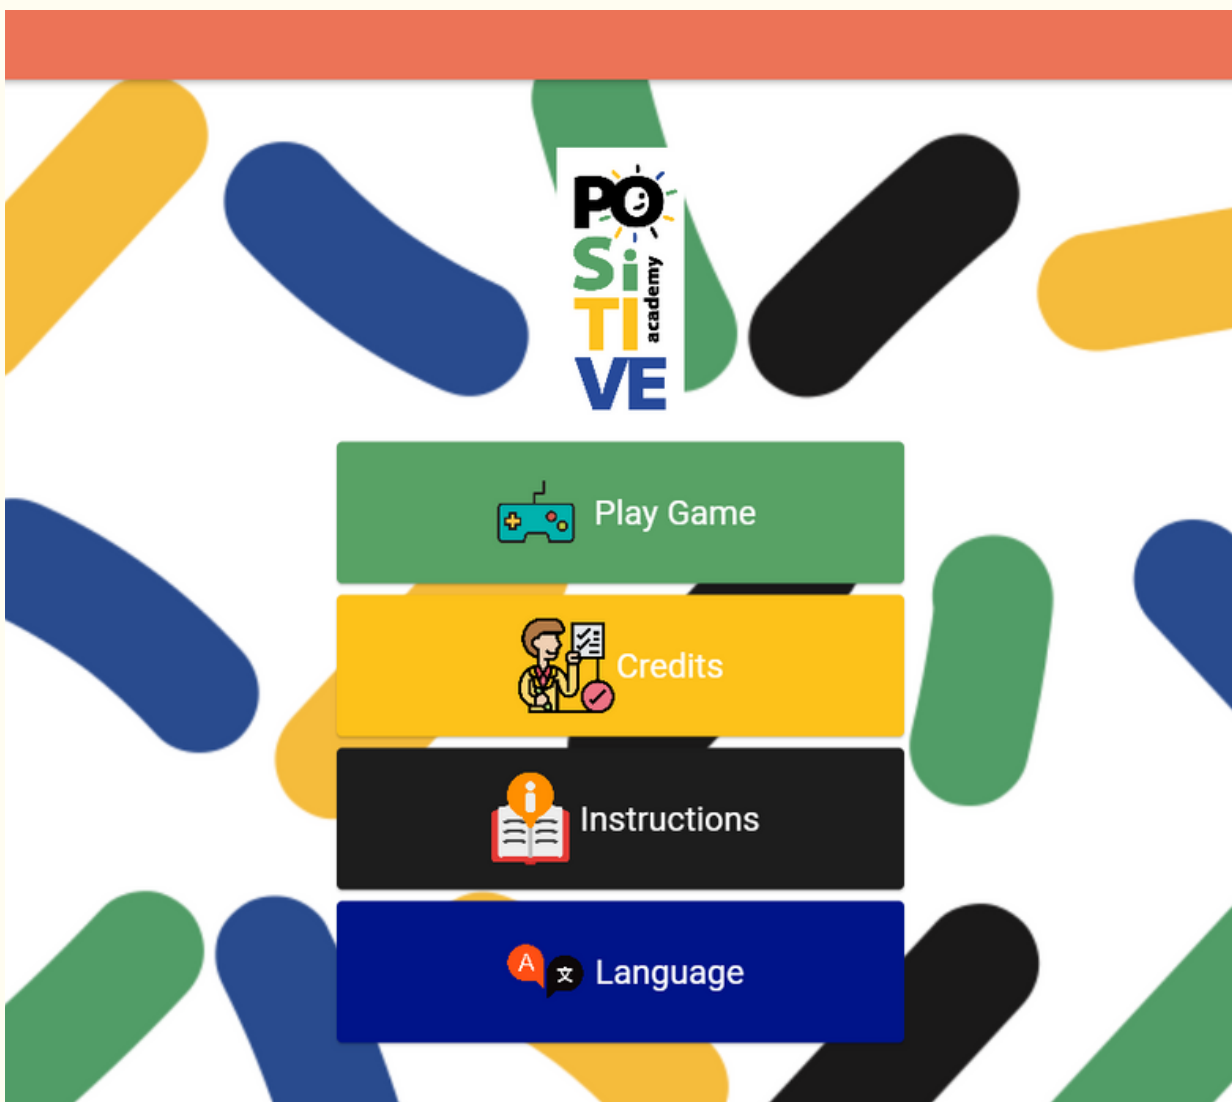 PO
Si
TI
VE
academy
Play Game
Credits
i
Instructions
A 文
Language